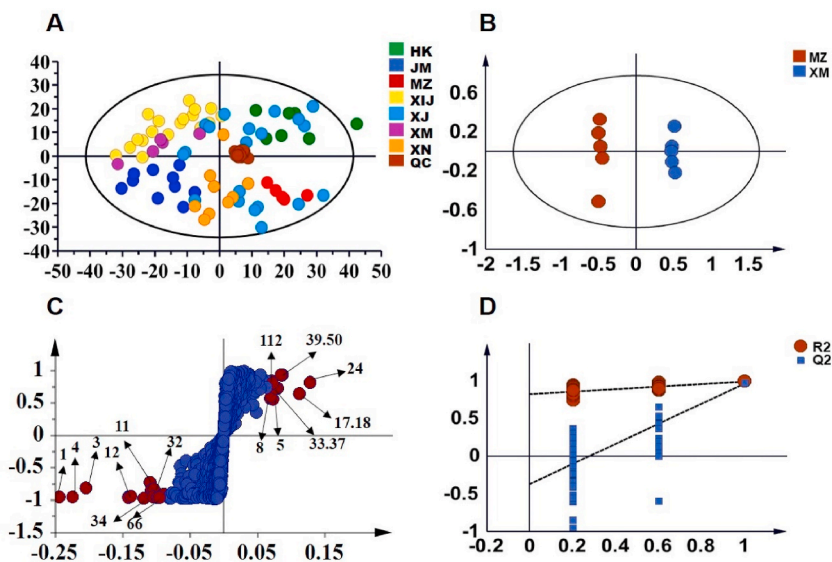 A
40
30
20
10
0
-10
-20
-30
-40
-50 -40 -30 -20 -10 0 10 20 30 40 50
HK
JM
MZ
XIJ
XJ
XM
XN
QC
B
0.6
0.2
-0.2
-0.6
-1
-2 -1.5 -1 -0.5 0 0.5 1 1.5
MZ
XM
C
1
0.5
0
-0.5
-1
-1.5
-0.25 -0.15 -0.05 0.05 0.15
112
39.50
24
17.18
33.37
5
8
11
32
3
4
1
12
34
66
D
1
0.5
0
-0.5
-1
-0.2 0 0.2 0.4 0.6 0.8 1
R2
Q2